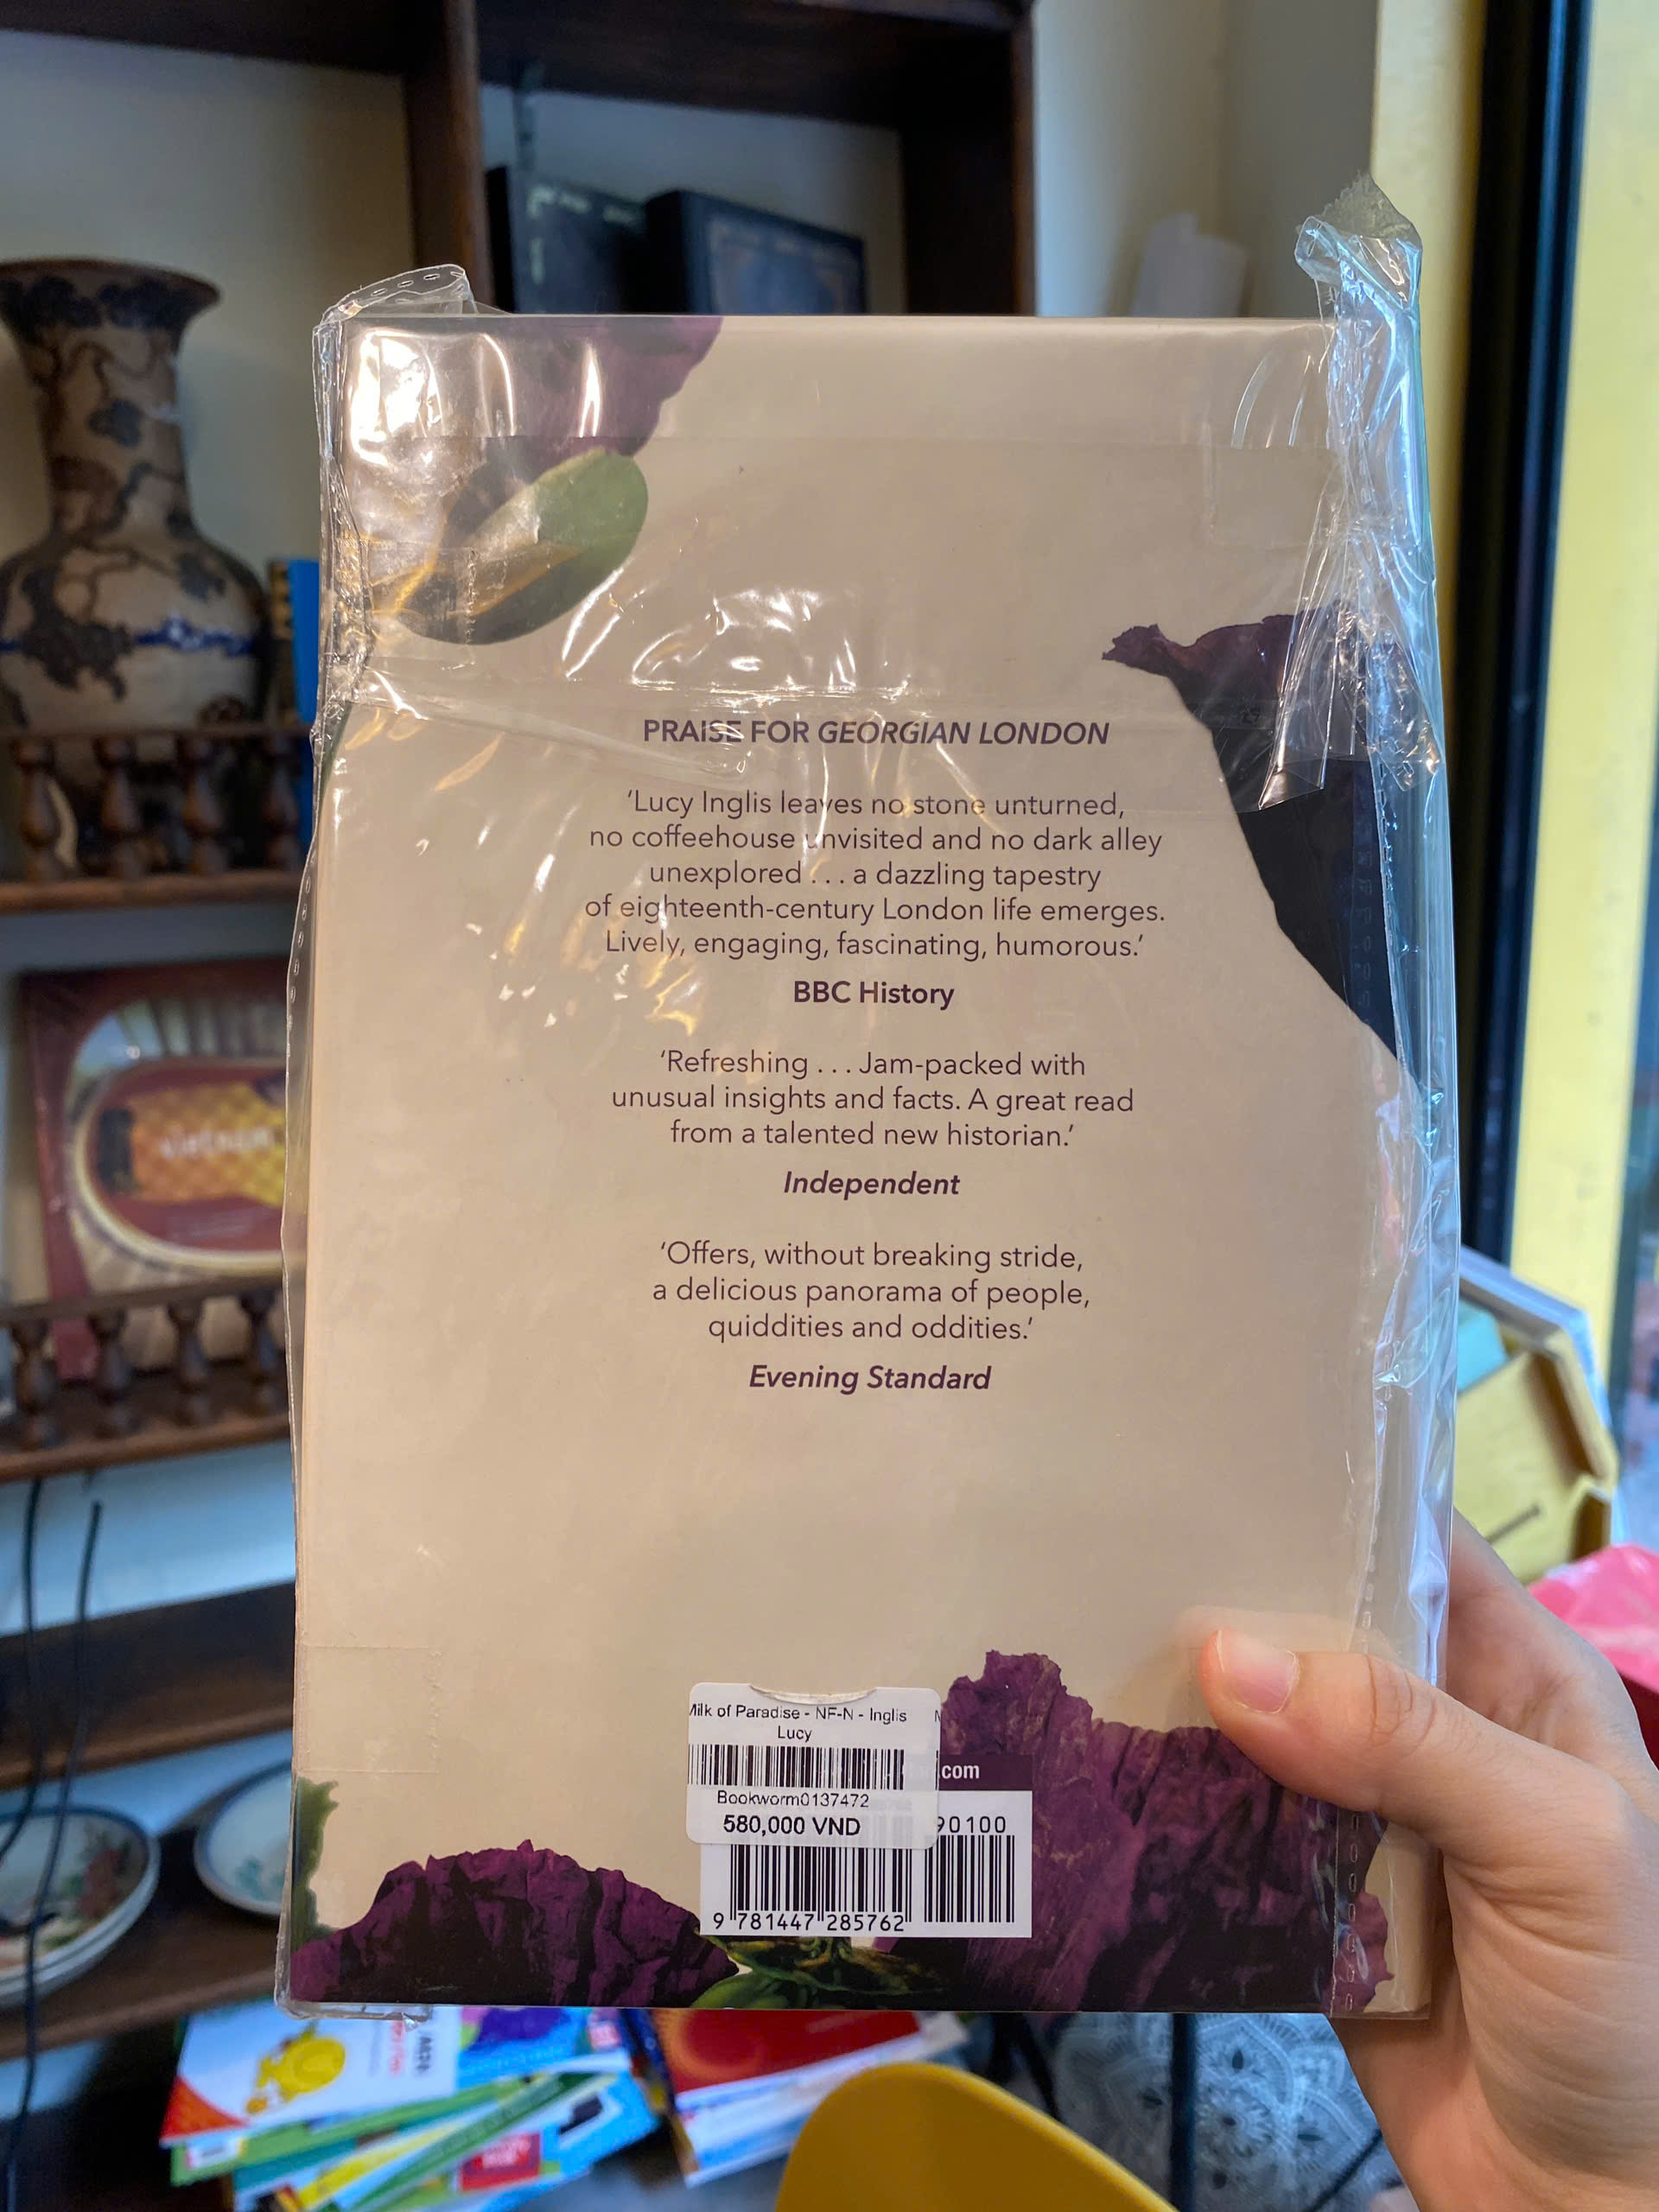 PRAISE FOR GEORGIAN LONDON
‘Lucy Inglis leaves no stone unturned,
no coffeehouse unvisited and no dark alley
unexplored . . . a dazzling tapestry
of eighteenth-century London life emerges.
Lively, engaging, fascinating, humorous.’
BBC History
‘Refreshing . . . Jam-packed with
unusual insights and facts. A great read
from a talented new historian.’
Independent
‘Offers, without breaking stride,
a delicious panorama of people,
quiddities and oddities.’
Evening Standard
Milk of Paradise - NF-N - Inglis
Lucy
Bookworm0137472
580,000 VND
.com
90100
9 781447 285762
VIETNAM